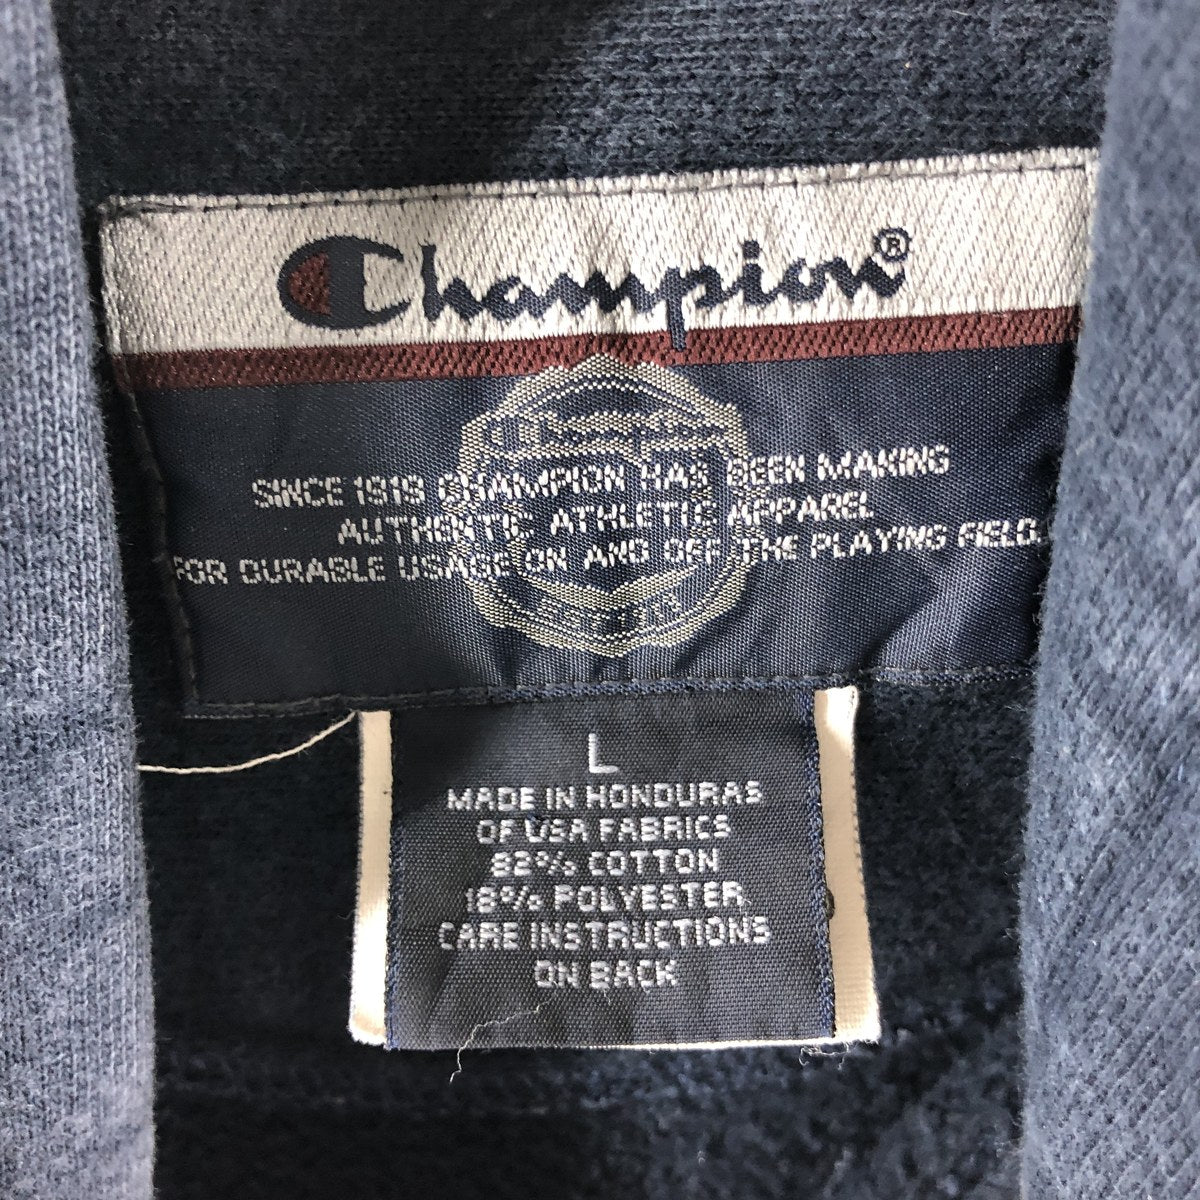 Champion®
Champion
SINCE 1919 CHAMPION HAS BEEN MAKING
AUTHENTIC ATHLETIC APPAREL
FOR DURABLE USAGE ON AND OFF THE PLAYING FIELD.
L
MADE IN HONDURAS
OF USA FABRICS
82% COTTON
18% POLYESTER
CARE INSTRUCTIONS
ON BACK